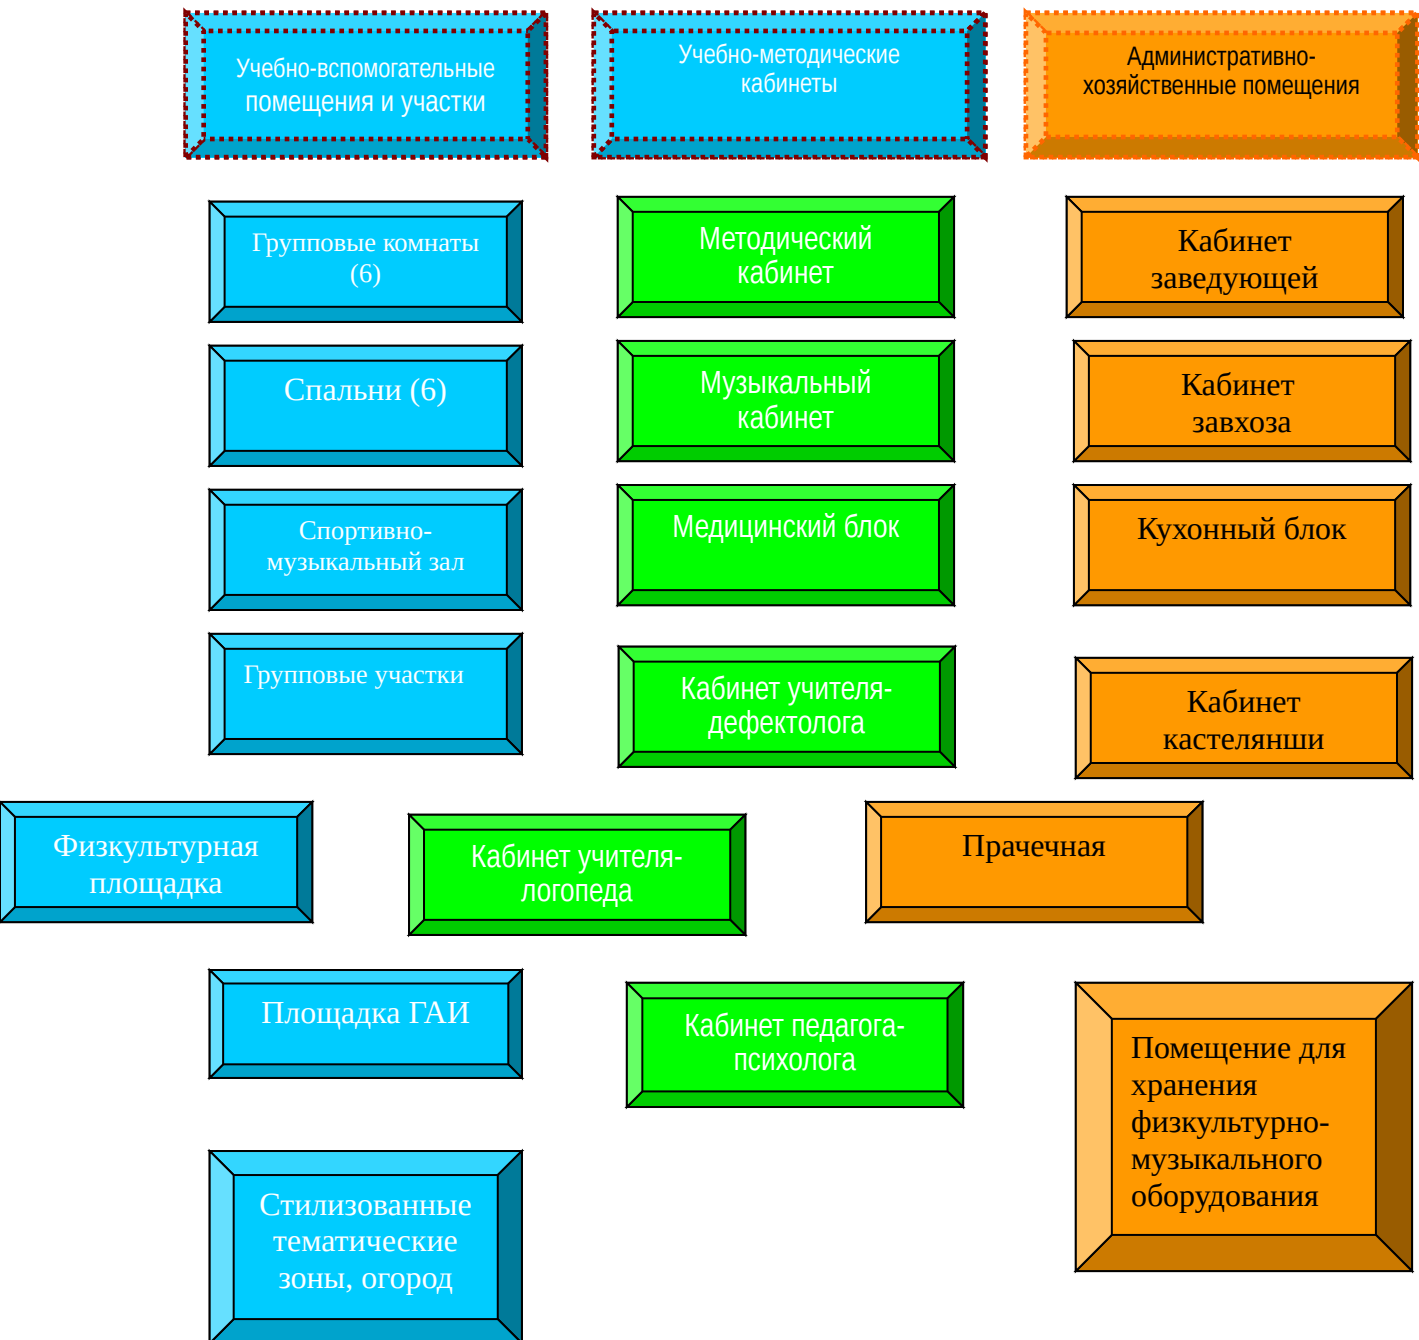 Учебно-вспомогательные
помещения и участки
Учебно-методические
кабинеты
Административно-
хозяйственные помещения
Групповые комнаты
(6)
Методический
кабинет
Кабинет
заведующей
Спальни (6)
Музыкальный
кабинет
Кабинет
завхоза
Спортивно-
музыкальный зал
Медицинский блок
Кухонный блок
Групповые участки
Кабинет учителя-
дефектолога
Кабинет
кастелянши
Физкультурная
площадка
Кабинет учителя-
логопеда
Прачечная
Площадка ГАИ
Кабинет педагога-
психолога
Помещение для
хранения
физкультурно-
музыкального
оборудования
Стилизованные
тематические
зоны, огород